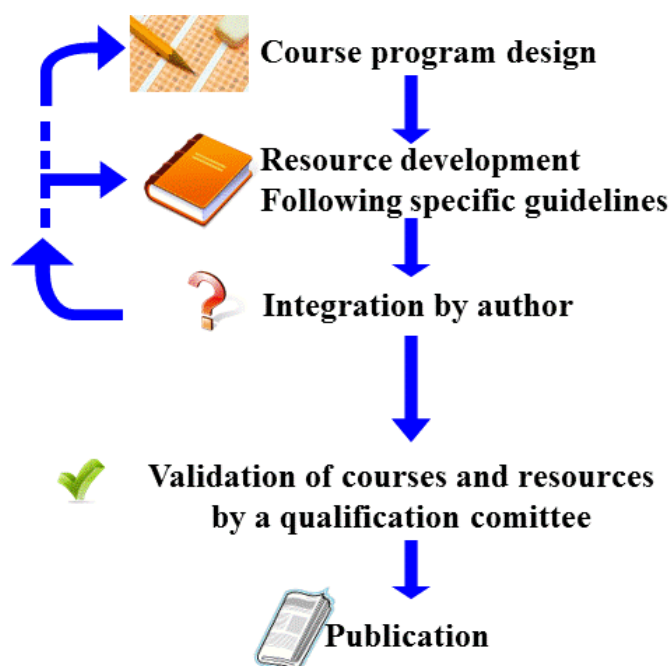 Course program design
Resource development
Following specific guidelines
Integration by author
Validation of courses and resources
by a qualification comittee
Publication